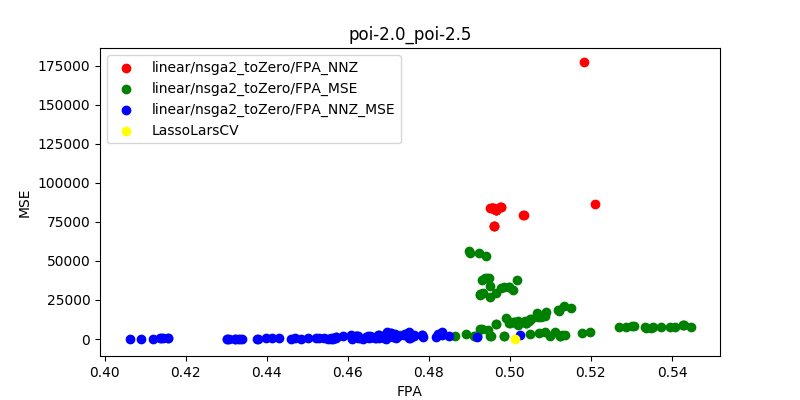 poi-2.0_poi-2.5
linear/nsga2_toZero/FPA_NNZ
linear/nsga2_toZero/FPA_MSE
linear/nsga2_toZero/FPA_NNZ_MSE
LassoLarsCV
MSE
175000
150000
125000
100000
75000
50000
25000
0
0.40 0.42 0.44 0.46 0.48 0.50 0.52 0.54
FPA